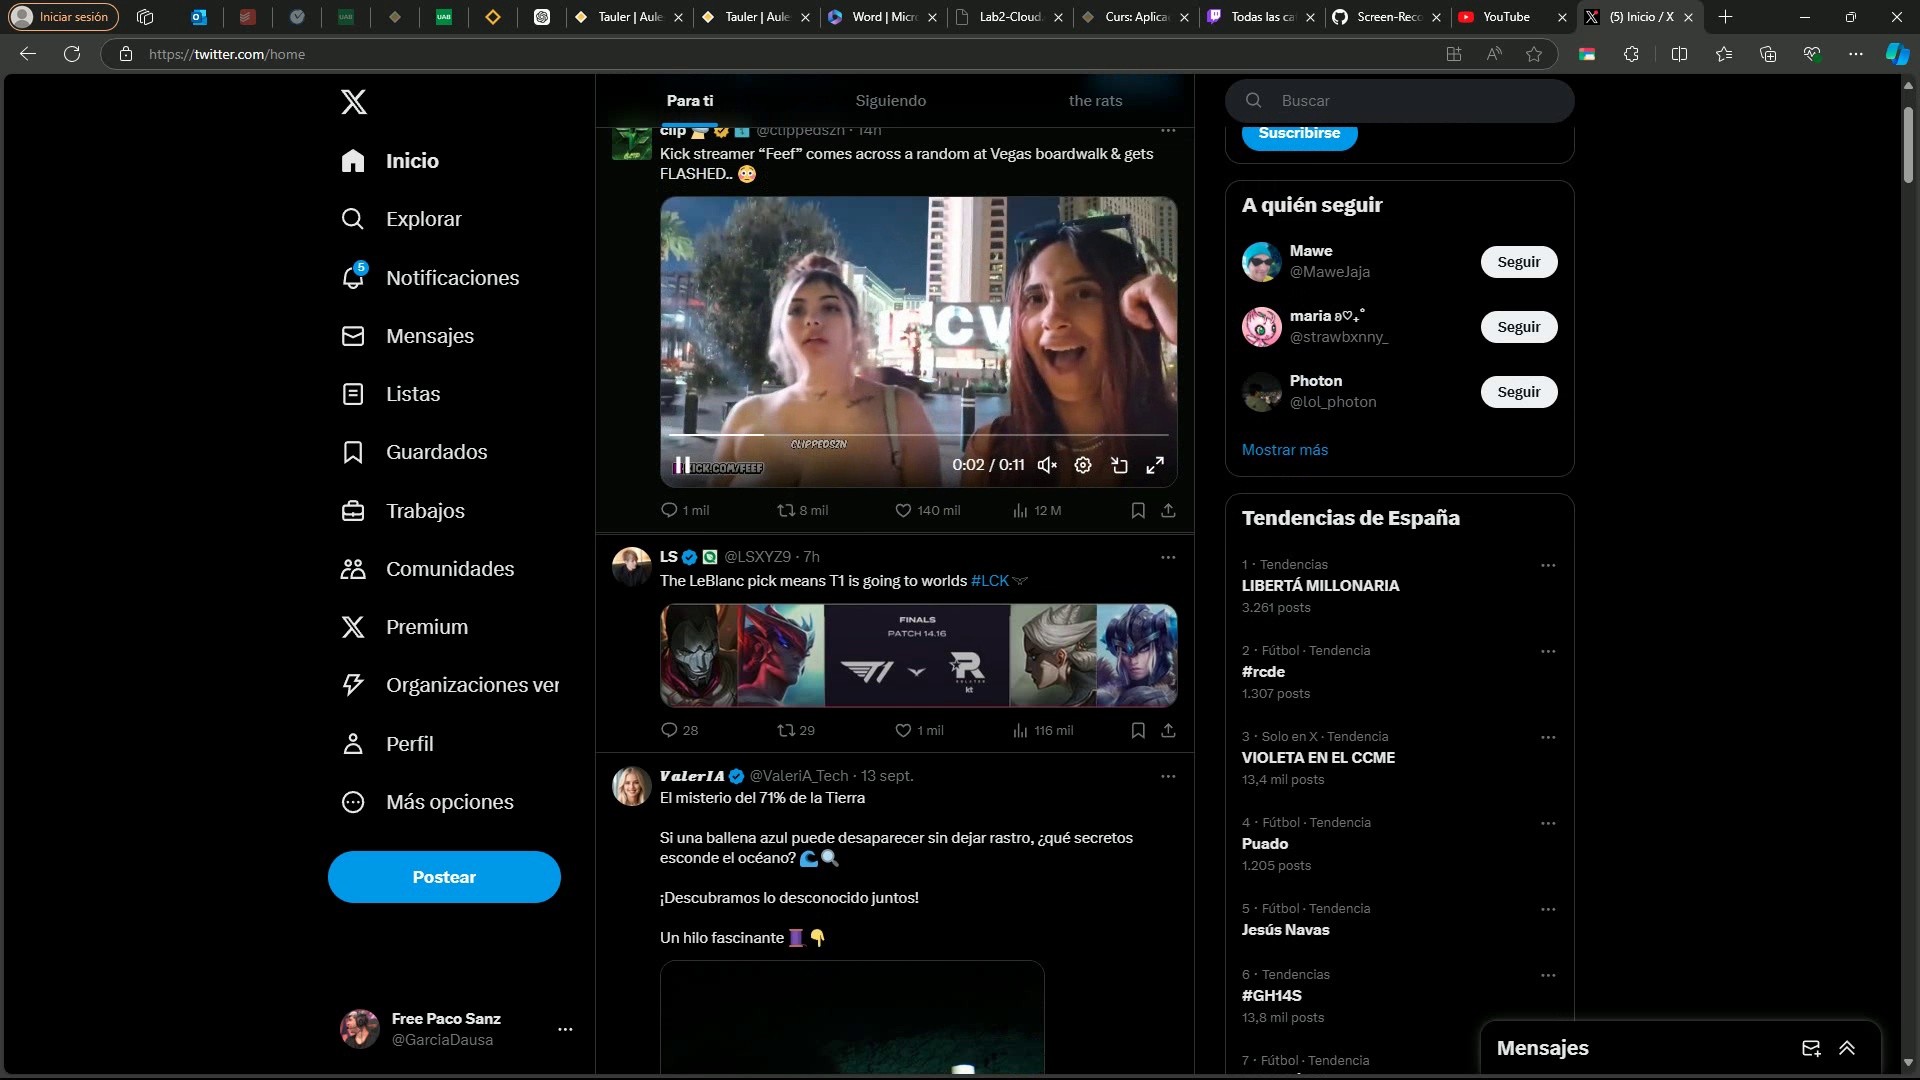 Iniciar sesión
Tauler | Aule
Tauler | Aule
Word | Micr
Lab2-Cloud.
Curs: Aplica
Todas las ca
Screen-Reco
YouTube
(5) Inicio / X
https://twitter.com/home
Inicio
Explorar
5
Notificaciones
Mensajes
Listas
Guardados
Trabajos
Comunidades
Premium
Organizaciones ver
Perfil
Más opciones
Postear
Free Paco Sanz
@GarciaDausa
Para ti
Siguiendo
the rats
clip @clippedszn · 14h
Kick streamer “Feef” comes across a random at Vegas boardwalk & gets
FLASHED..
CV
CLIPPEDSZN
KICK.COM/FEEF
0:02 / 0:11
1 mil 8 mil 140 mil 12 M
LS @LSXYZ9 · 7h
The LeBlanc pick means T1 is going to worlds #LCK
FINALS
PATCH 14.16
T1
kt
28 29 1 mil 116 mil
ValerIA @ValeriA_Tech · 13 sept.
El misterio del 71% de la Tierra
Si una ballena azul puede desaparecer sin dejar rastro, ¿qué secretos
esconde el océano?
¡Descubramos lo desconocido juntos!
Un hilo fascinante
Buscar
Suscribirse
A quién seguir
Mawe
@MaweJaja
Seguir
maria ʚ♡₊˚
@strawbxnny_
Seguir
Photon
@lol_photon
Seguir
Mostrar más
Tendencias de España
1 · Tendencias
LIBERTÁ MILLONARIA
3.261 posts
2 · Fútbol · Tendencia
#rcde
1.307 posts
3 · Solo en X · Tendencia
VIOLETA EN EL CCME
13,4 mil posts
4 · Fútbol · Tendencia
Puado
1.205 posts
5 · Fútbol · Tendencia
Jesús Navas
6 · Tendencias
#GH14S
13,8 mil posts
7 · Fútbol · Tendencia
Mensajes